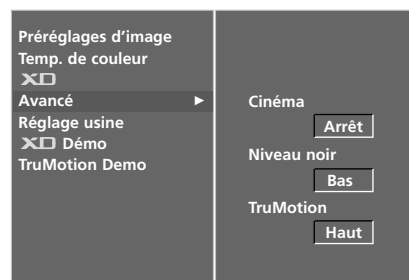 Préréglages d'image
Temp. de couleur
XD
Avancé ►
Réglage usine
XD Démo
TruMotion Demo
Cinéma
Arrêt
Niveau noir
Bas
TruMotion
Haut